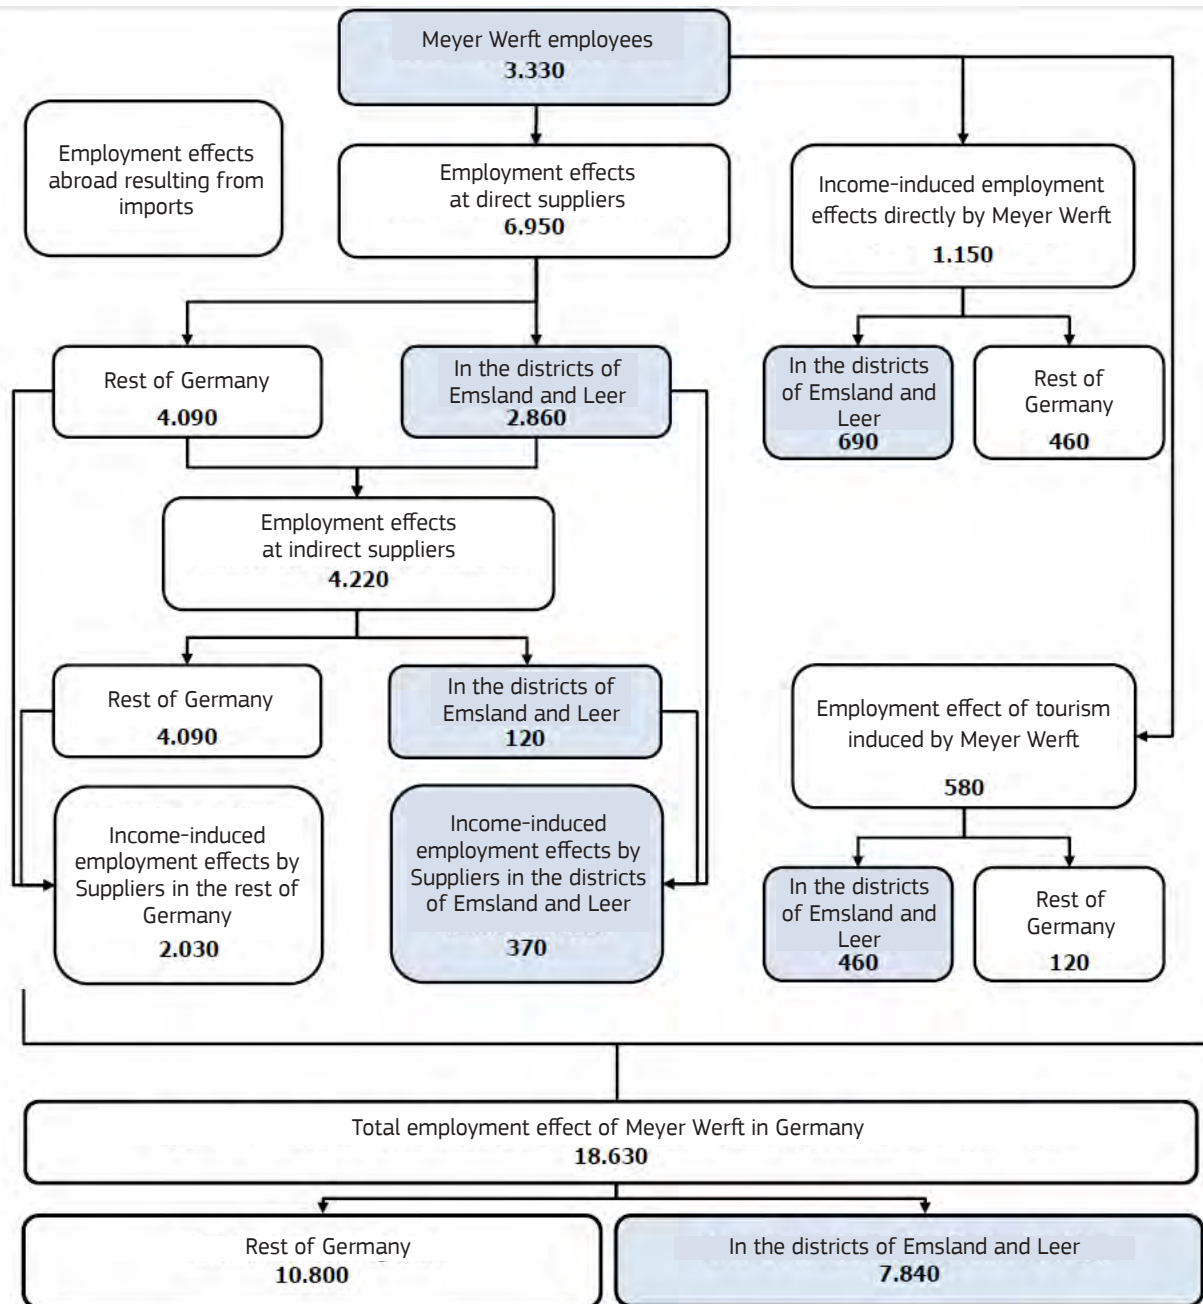 Meyer Werft employees
3.330
Employment effects
abroad resulting from
imports
Employment effects
at direct suppliers
6.950
Income-induced employment
effects directly by Meyer Werft
1.150
Rest of Germany
4.090
In the districts of
Emsland and Leer
2.860
In the districts
of Emsland and
Leer
690
Rest of
Germany
460
Employment effects
at indirect suppliers
4.220
Rest of Germany
4.090
In the districts of
Emsland and Leer
120
Employment effect of tourism
induced by Meyer Werft
580
Income-induced
employment effects by
Suppliers in the rest of
Germany
2.030
Income-induced
employment effects by
Suppliers in the districts
of Emsland and Leer
370
In the districts
of Emsland and
Leer
460
Rest of
Germany
120
Total employment effect of Meyer Werft in Germany
18.630
Rest of Germany
10.800
In the districts of Emsland and Leer
7.840